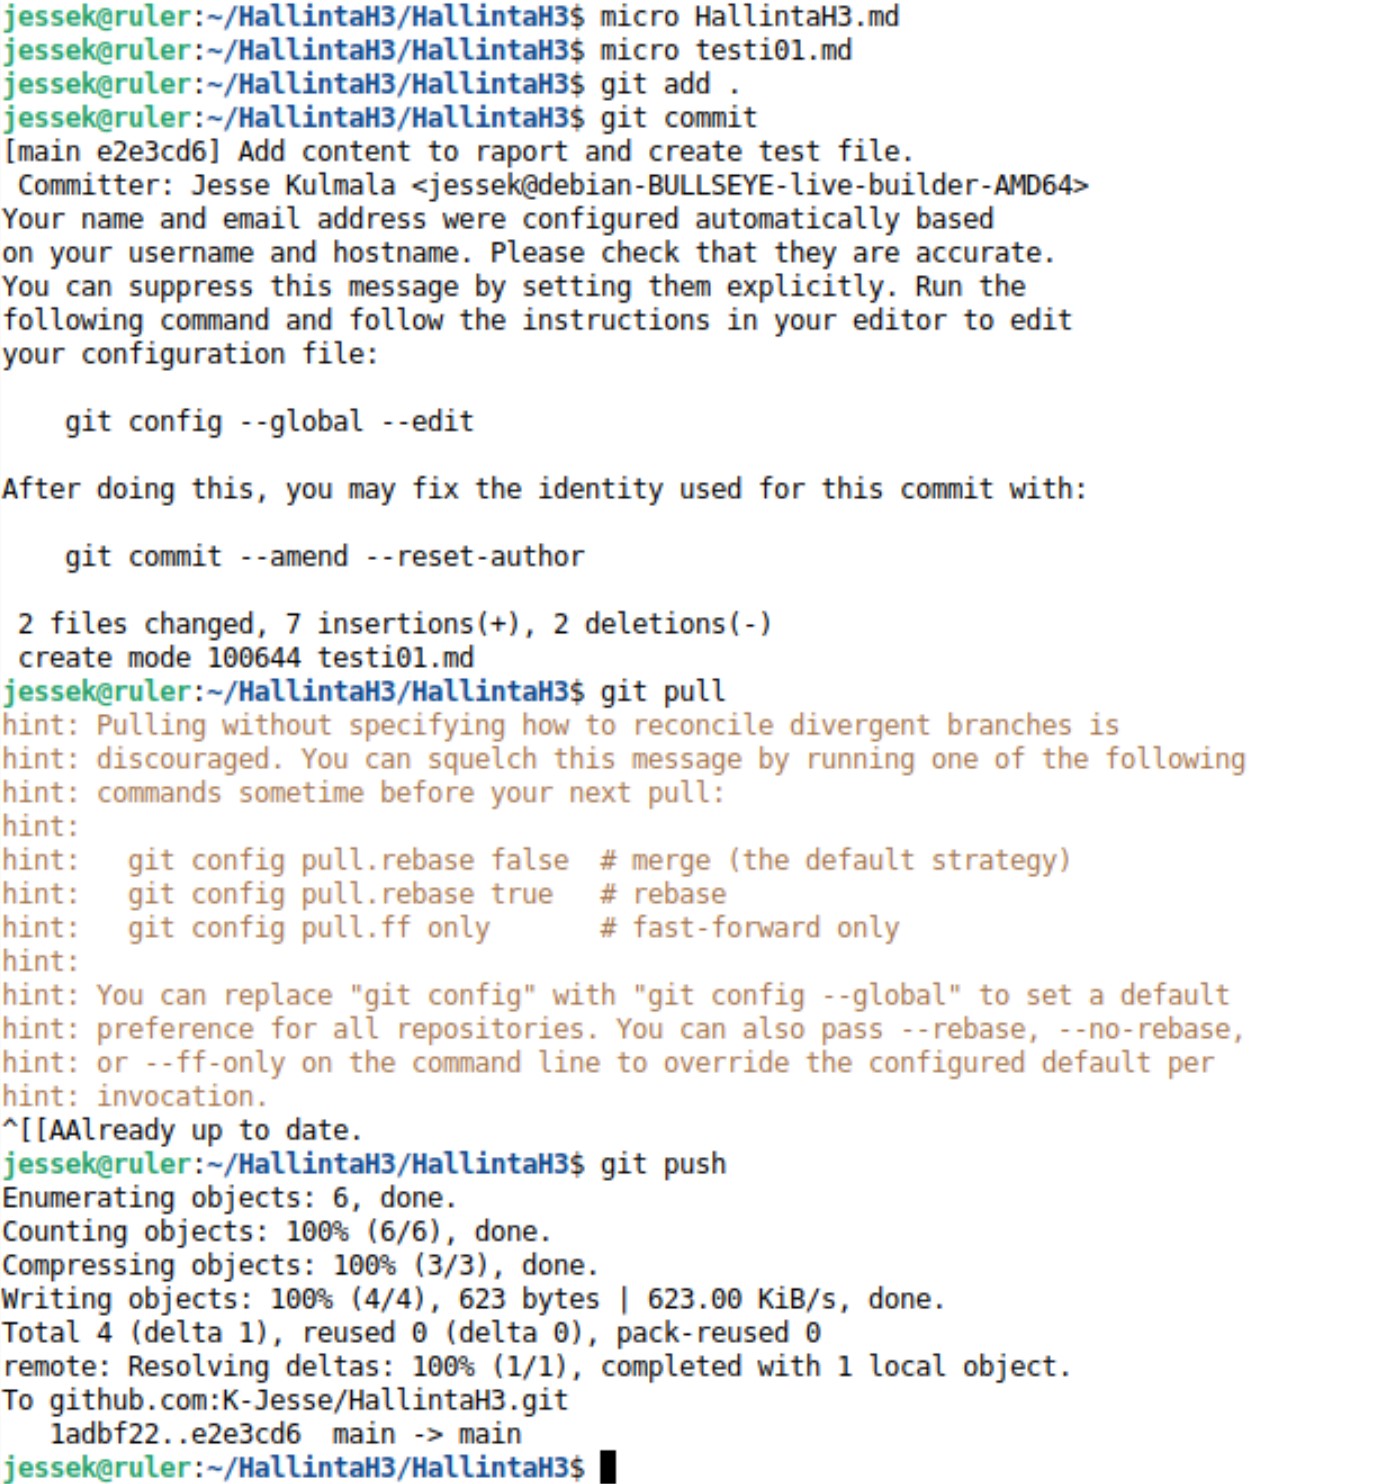 jessek@ruler:~/HallintaH3/HallintaH3$ micro HallintaH3.md
jessek@ruler:~/HallintaH3/HallintaH3$ micro testi01.md
jessek@ruler:~/HallintaH3/HallintaH3$ git add .
jessek@ruler:~/HallintaH3/HallintaH3$ git commit
[main e2e3cd6] Add content to raport and create test file.
 Committer: Jesse Kulmala <jessek@debian-BULLSEYE-live-builder-AMD64>
Your name and email address were configured automatically based
on your username and hostname. Please check that they are accurate.
You can suppress this message by setting them explicitly. Run the
following command and follow the instructions in your editor to edit
your configuration file:

    git config --global --edit

After doing this, you may fix the identity used for this commit with:

    git commit --amend --reset-author

 2 files changed, 7 insertions(+), 2 deletions(-)
 create mode 100644 testi01.md
jessek@ruler:~/HallintaH3/HallintaH3$ git pull
hint: Pulling without specifying how to reconcile divergent branches is
hint: discouraged. You can squelch this message by running one of the following
hint: commands sometime before your next pull:
hint:
hint:   git config pull.rebase false  # merge (the default strategy)
hint:   git config pull.rebase true   # rebase
hint:   git config pull.ff only       # fast-forward only
hint:
hint: You can replace "git config" with "git config --global" to set a default
hint: preference for all repositories. You can also pass --rebase, --no-rebase,
hint: or --ff-only on the command line to override the configured default per
hint: invocation.
^[[AAlready up to date.
jessek@ruler:~/HallintaH3/HallintaH3$ git push
Enumerating objects: 6, done.
Counting objects: 100% (6/6), done.
Compressing objects: 100% (3/3), done.
Writing objects: 100% (4/4), 623 bytes | 623.00 KiB/s, done.
Total 4 (delta 1), reused 0 (delta 0), pack-reused 0
remote: Resolving deltas: 100% (1/1), completed with 1 local object.
To github.com:K-Jesse/HallintaH3.git
   1adbf22..e2e3cd6  main -> main
jessek@ruler:~/HallintaH3/HallintaH3$